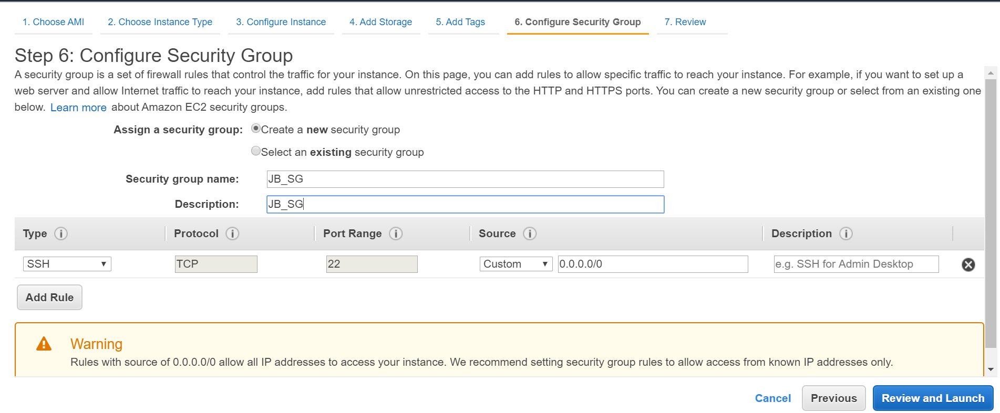 1. Choose AMI 2. Choose Instance Type 3. Configure Instance 4. Add Storage 5. Add Tags 6. Configure Security Group 7. Review
Step 6: Configure Security Group
A security group is a set of firewall rules that control the traffic for your instance. On this page, you can add rules to allow specific traffic to reach your instance. For example, if you want to set up a
web server and allow Internet traffic to reach your instance, add rules that allow unrestricted access to the HTTP and HTTPS ports. You can create a new security group or select from an existing one
below. Learn more about Amazon EC2 security groups.
Assign a security group: Create a new security group
Select an existing security group
Security group name: JB_SG
Description: JB_SG
Type i Protocol i Port Range i Source i Description i
SSH TCP 22 Custom 0.0.0.0/0 e.g. SSH for Admin Desktop
Add Rule
Warning
Rules with source of 0.0.0.0/0 allow all IP addresses to access your instance. We recommend setting security group rules to allow access from known IP addresses only.
Cancel Previous Review and Launch